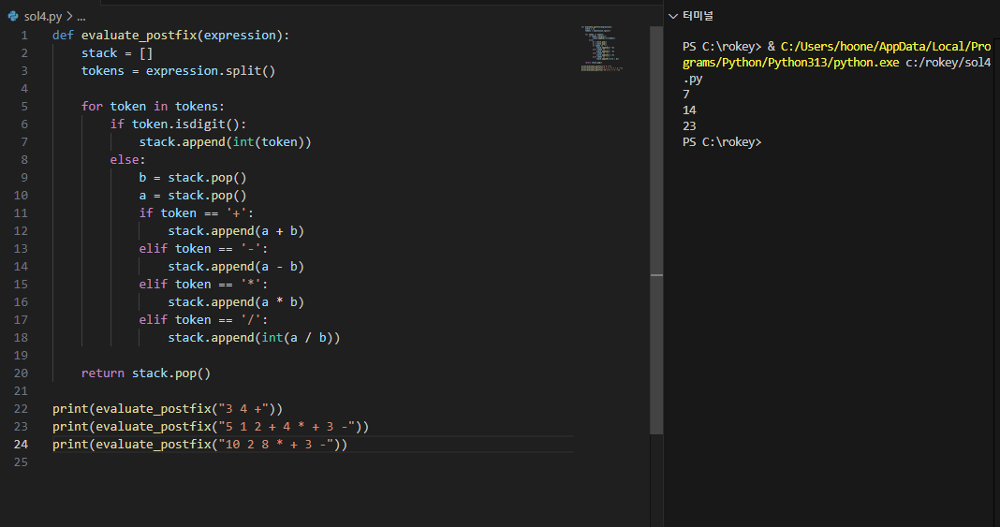 sol4.py > ...
1 def evaluate_postfix(expression):
2     stack = []
3     tokens = expression.split()
4
5     for token in tokens:
6         if token.isdigit():
7             stack.append(int(token))
8         else:
9             b = stack.pop()
10             a = stack.pop()
11             if token == '+':
12                 stack.append(a + b)
13             elif token == '-':
14                 stack.append(a - b)
15             elif token == '*':
16                 stack.append(a * b)
17             elif token == '/':
18                 stack.append(int(a / b))
19
20     return stack.pop()
21
22 print(evaluate_postfix("3 4 +"))
23 print(evaluate_postfix("5 1 2 + 4 * + 3 -"))
24 print(evaluate_postfix("10 2 8 * + 3 -"))
25
터미널
PS C:\rokey> & C:/Users/hoone/AppData/Local/Pro
grams/Python/Python313/python.exe c:/rokey/sol4
.py
7
14
23
PS C:\rokey>